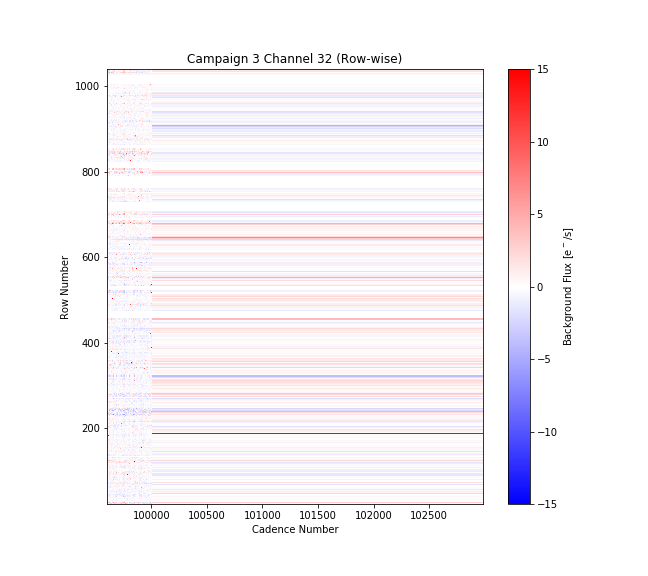 Campaign 3 Channel 32 (Row-wise)
1000
800
600
400
200
Row Number
100000 100500 101000 101500 102000 102500
Cadence Number
15
10
5
0
−5
−10
−15
Background Flux [e⁻/s]